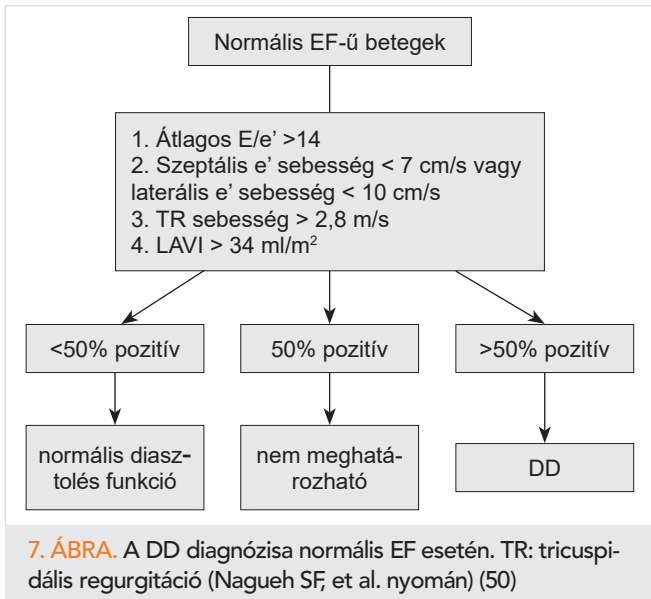 Normális EF-ű betegek
1. Átlagos E/e' >14
2. Szeptális e' sebesség < 7 cm/s vagy
laterális e' sebesség < 10 cm/s
3. TR sebesség > 2,8 m/s
4. LAVI > 34 ml/m²
<50% pozitív
50% pozitív
>50% pozitív
normális diasz-
tolés funkció
nem meghatá-
rozható
DD
7. ÁBRA. A DD diagnózisa normális EF esetén. TR: tricuspi-
dális regurgitáció (Nagueh SF, et al. nyomán) (50)